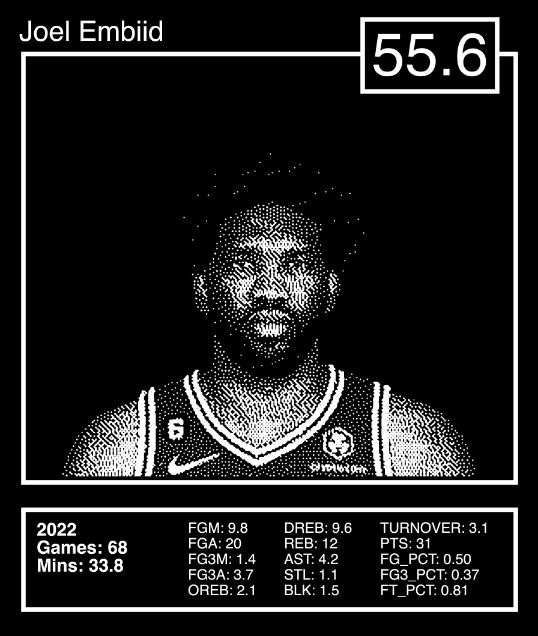 Joel Embiid
55.6
6
2022
Games: 68
Mins: 33.8
FGM: 9.8
FGA: 20
FG3M: 1.4
FG3A: 3.7
OREB: 2.1
DREB: 9.6
REB: 12
AST: 4.2
STL: 1.1
BLK: 1.5
TURNOVER: 3.1
PTS: 31
FG_PCT: 0.50
FG3_PCT: 0.37
FT_PCT: 0.81